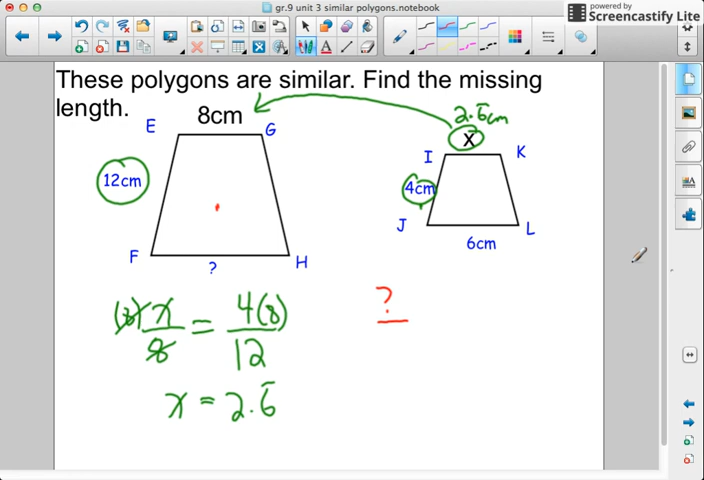 gr.9 unit 3 similar polygons.notebook
powered by
Screencastify Lite
These polygons are similar. Find the missing
length.
8cm
2.6̅cm
E
G
x
I
K
12cm
4cm
J
L
6cm
F
H
?
(8) x/8 = 4(8)/12
?
x = 2.6̅